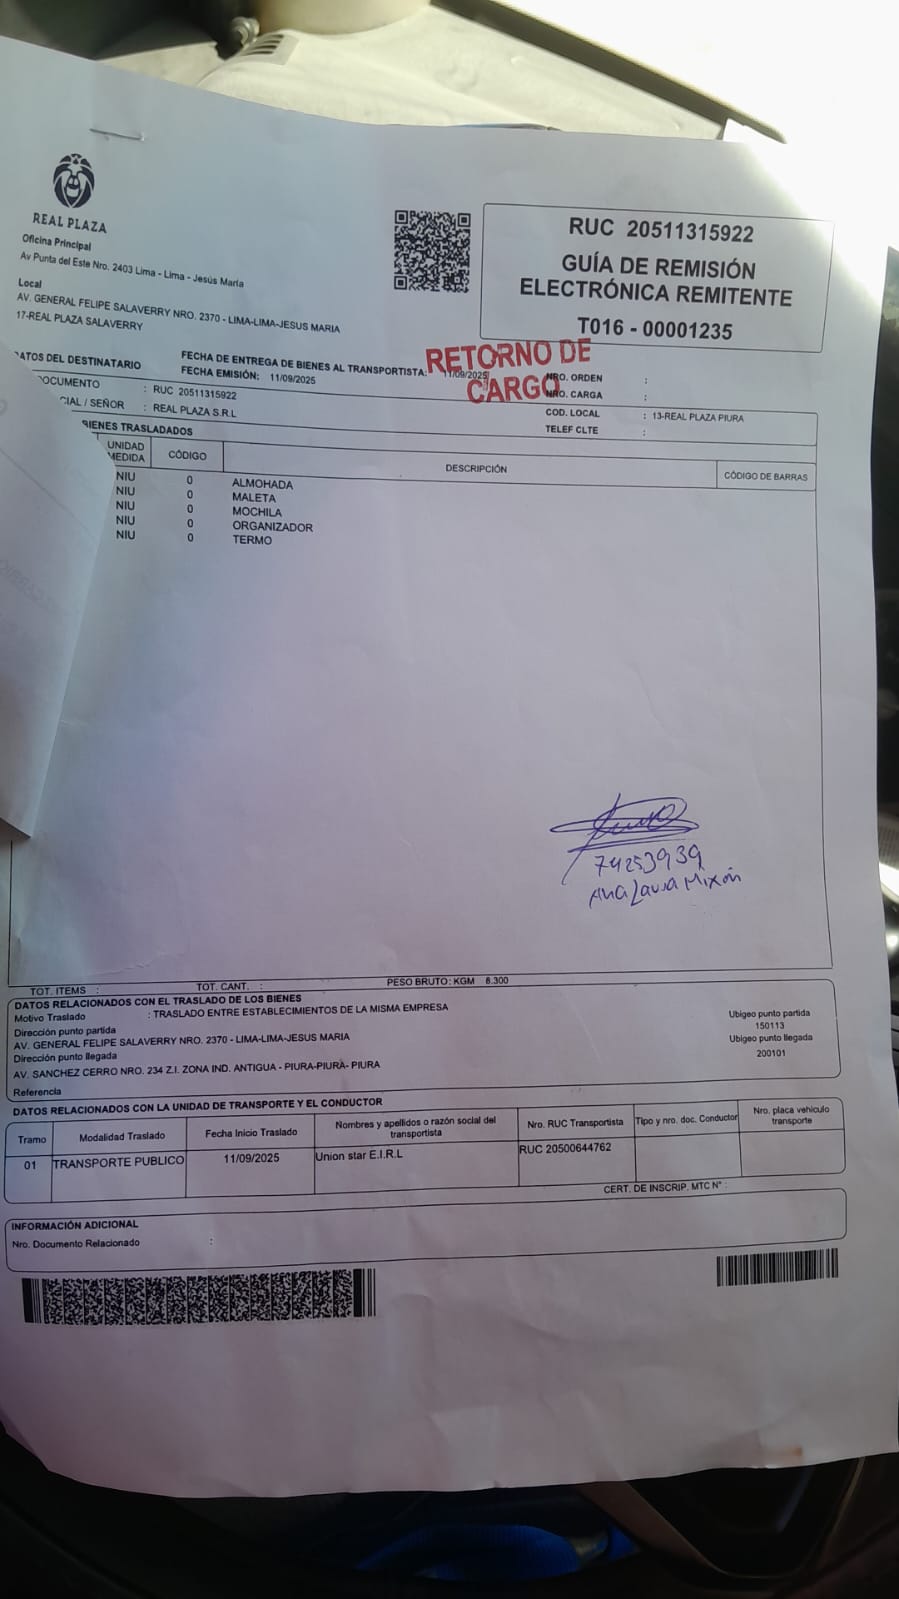 REAL PLAZA
Oficina Principal
Av Punta del Este Nro. 2403 Lima - Lima - Jesús Maria
Local
AV. GENERAL FELIPE SALAVERRY NRO. 2370 - LIMA-LIMA-JESUS MARIA
17-REAL PLAZA SALAVERRY
RUC 20511315922
GUÍA DE REMISIÓN
ELECTRÓNICA REMITENTE
T016 - 00001235
RETORNO DE
CARGO
DATOS DEL DESTINATARIO
FECHA DE ENTREGA DE BIENES AL TRANSPORTISTA: 11/09/2025
FECHA EMISIÓN: 11/09/2025
NRO. ORDEN :
NRO. CARGA :
DOCUMENTO : RUC 20511315922
CIAL / SEÑOR : REAL PLAZA S.R.L
COD. LOCAL : 13-REAL PLAZA PIURA
TELEF CLTE :
BIENES TRASLADADOS
UNIDAD MEDIDA CÓDIGO DESCRIPCIÓN CÓDIGO DE BARRAS
NIU 0 ALMOHADA
NIU 0 MALETA
NIU 0 MOCHILA
NIU 0 ORGANIZADOR
NIU 0 TERMO
74253939
Ana Laura Mixón
TOT. ITEMS : TOT. CANT. : PESO BRUTO: KGM 6.300
DATOS RELACIONADOS CON EL TRASLADO DE LOS BIENES
Motivo Traslado : TRASLADO ENTRE ESTABLECIMIENTOS DE LA MISMA EMPRESA
Dirección punto partida
AV. GENERAL FELIPE SALAVERRY NRO. 2370 - LIMA-LIMA-JESUS MARIA
Dirección punto llegada
AV. SANCHEZ CERRO NRO. 234 Z.I. ZONA IND. ANTIGUA - PIURA-PIURA- PIURA
Ubigeo punto partida
150113
Ubigeo punto llegada
200101
Referencia
DATOS RELACIONADOS CON LA UNIDAD DE TRANSPORTE Y EL CONDUCTOR
Tramo Modalidad Traslado Fecha Inicio Traslado Nombres y apellidos o razón social del transportista Nro. RUC Transportista Tipo y nro. doc. Conductor Nro. placa vehículo transporte
01 TRANSPORTE PUBLICO 11/09/2025 Union star E.I.R.L RUC 20500644762
CERT. DE INSCRIP. MTC N° :
INFORMACIÓN ADICIONAL
Nro. Documento Relacionado :